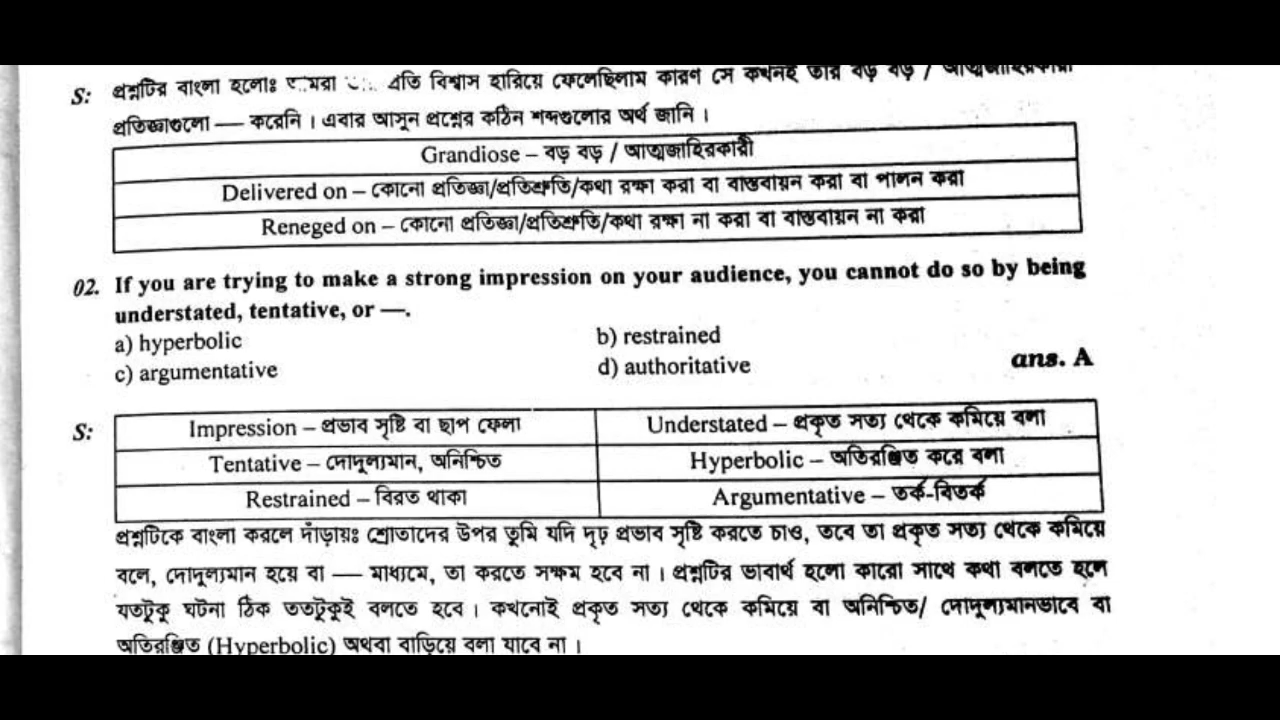 S: প্রশ্নটির বাংলা হলোঃ প্রতি বিশ্বাস হারিয়ে ফেলেছিলাম কারণ সে কখনই তার বড় বড় / আত্মজাহিরকারী
প্রতিজ্ঞাগুলো — করেনি । এবার আসুন প্রশ্নের কঠিন শব্দগুলোর অর্থ জানি ।
Grandiose – বড় বড় / আত্মজাহিরকারী
Delivered on – কোনো প্রতিজ্ঞা/প্রতিশ্রুতি/কথা রক্ষা করা বা বাস্তবায়ন করা বা পালন করা
Reneged on – কোনো প্রতিজ্ঞা/প্রতিশ্রুতি/কথা রক্ষা না করা বা বাস্তবায়ন না করা
02. If you are trying to make a strong impression on your audience, you cannot do so by being
understated, tentative, or —.
a) hyperbolic b) restrained
c) argumentative d) authoritative ans. A
S: Impression – প্রভাব সৃষ্টি বা ছাপ ফেলা Understated – প্রকৃত সত্য থেকে কমিয়ে বলা
Tentative – দোদুল্যমান, অনিশ্চিত Hyperbolic – অতিরঞ্জিত করে বলা
Restrained – বিরত থাকা Argumentative – তর্ক-বিতর্ক
প্রশ্নটিকে বাংলা করলে দাঁড়ায়ঃ শ্রোতাদের উপর তুমি যদি দৃঢ় প্রভাব সৃষ্টি করতে চাও, তবে তা প্রকৃত সত্য থেকে কমিয়ে
বলে, দোদুল্যমান হয়ে বা — মাধ্যমে, তা করতে সক্ষম হবে না । প্রশ্নটির ভাবার্থ হলো কারো সাথে কথা বলতে হলে
যতটুকু ঘটনা ঠিক ততটুকুই বলতে হবে । কখনোই প্রকৃত সত্য থেকে কমিয়ে বা অনিশ্চিত/ দোদুল্যমানভাবে বা
অতিরঞ্জিত (Hyperbolic) অথবা বাড়িয়ে বলা যাবে না ।